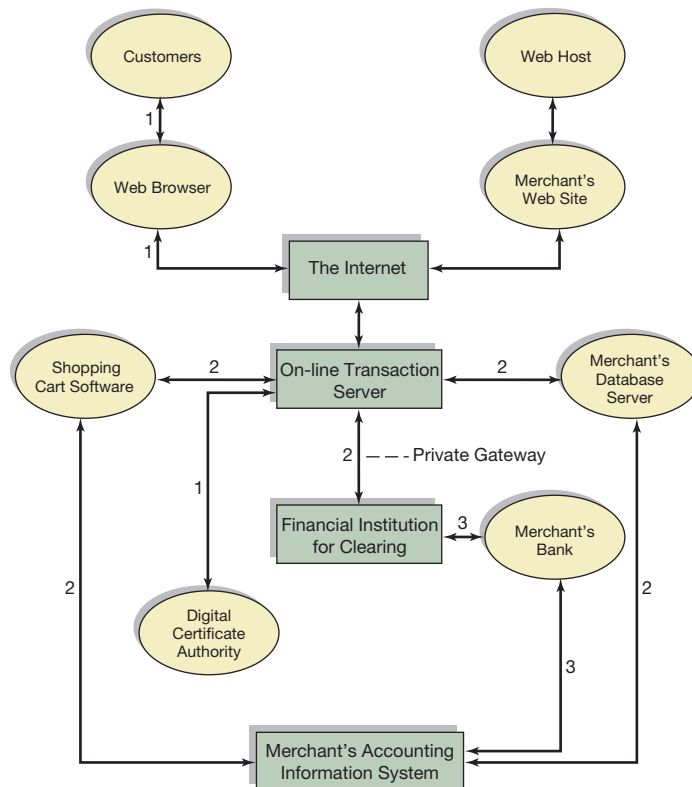 Customers
Web Host
1
Web Browser
Merchant's
Web Site
1
The Internet
Shopping
Cart Software
2
On-line Transaction
Server
2
Merchant's
Database
Server
2
Private Gateway
1
Financial Institution
for Clearing
3
Merchant's
Bank
2
2
Digital
Certificate
Authority
3
Merchant's Accounting
Information System